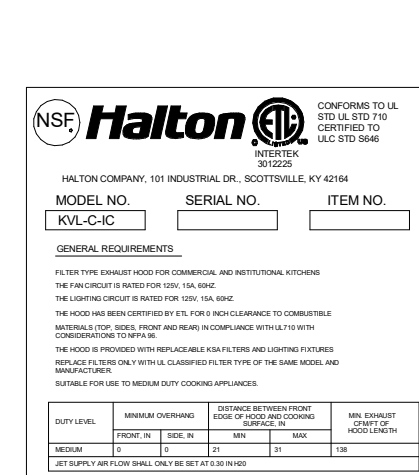 NSF
Halton
ETL
LISTED
US
INTERTEK
3012225
CONFORMS TO UL
STD UL STD 710
CERTIFIED TO
ULC STD S646
HALTON COMPANY, 101 INDUSTRIAL DR., SCOTTSVILLE, KY 42164
MODEL NO. SERIAL NO. ITEM NO.
KVL-C-IC
GENERAL REQUIREMENTS
FILTER TYPE EXHAUST HOOD FOR COMMERCIAL AND INSTITUTIONAL KITCHENS
THE FAN CIRCUIT IS RATED FOR 125V, 15A, 60HZ.
THE LIGHTING CIRCUIT IS RATED FOR 125V, 15A, 60HZ.
THE HOOD HAS BEEN CERTIFIED BY ETL FOR 0 INCH CLEARANCE TO COMBUSTIBLE
MATERIALS (TOP, SIDES, FRONT AND REAR) IN COMPLIANCE WITH UL710 WITH
CONSIDERATIONS TO NFPA 96.
THE HOOD IS PROVIDED WITH REPLACEABLE KSA FILTERS AND LIGHTING FIXTURES
REPLACE FILTERS ONLY WITH UL CLASSIFIED FILTER TYPE OF THE SAME MODEL AND
MANUFACTURER.
SUITABLE FOR USE TO MEDIUM DUTY COOKING APPLIANCES.
DUTY LEVEL
MINIMUM OVERHANG
DISTANCE BETWEEN FRONT
EDGE OF HOOD AND COOKING
SURFACE, IN
MIN. EXHAUST
CFM/FT OF
HOOD LENGTH
FRONT, IN SIDE, IN MIN MAX
MEDIUM 0 0 21 31 138
JET SUPPLY AIR FLOW SHALL ONLY BE SET AT 0.30 IN H20